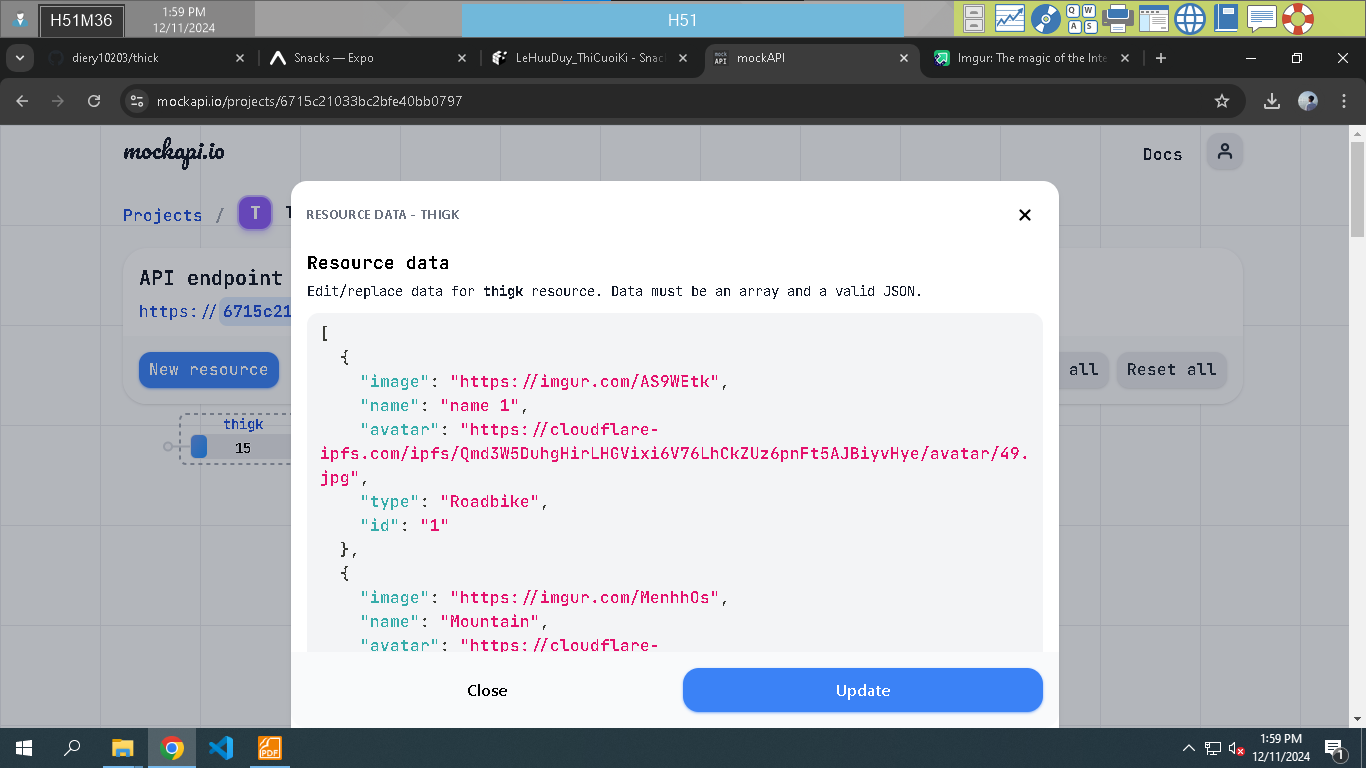 H51M36
1:59 PM
12/11/2024
H51
Q W
A S
diery10203/thick
Snacks — Expo
LeHuuDuy_ThiCuoiKi - Snac
mock
API
mockAPI
Imgur: The magic of the Inte
mockapi.io/projects/6715c21033bc2bfe40bb0797
mockapi.io
Docs
Projects / T T
RESOURCE DATA - THIGK
Resource data
Edit/replace data for thigk resource. Data must be an array and a valid JSON.
API endpoint
https:// 6715c21
New resource
all
Reset all
thigk
15
[
{
"image": "https://imgur.com/AS9WEtk",
"name": "name 1",
"avatar": "https://cloudflare-
ipfs.com/ipfs/Qmd3W5DuhgHirLHGVixi6V76LhCkZUz6pnFt5AJBiyvHye/avatar/49.
jpg",
"type": "Roadbike",
"id": "1"
},
{
"image": "https://imgur.com/MenhhOs",
"name": "Mountain",
"avatar": "https://cloudflare-
Close
Update
PDF
1:59 PM
12/11/2024
1